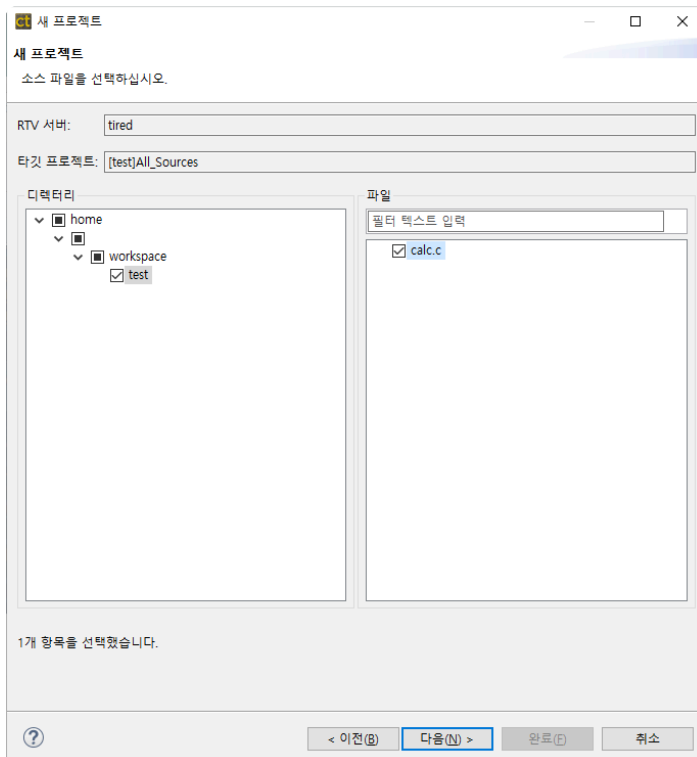 ct 새 프로젝트
새 프로젝트
소스 파일을 선택하십시오.
RTV 서버: tired
타깃 프로젝트: [test]All_Sources
디렉터리
home
workspace
test
파일
필터 텍스트 입력
calc.c
1개 항목을 선택했습니다.
?
< 이전(B) 다음(N) > 완료(F) 취소